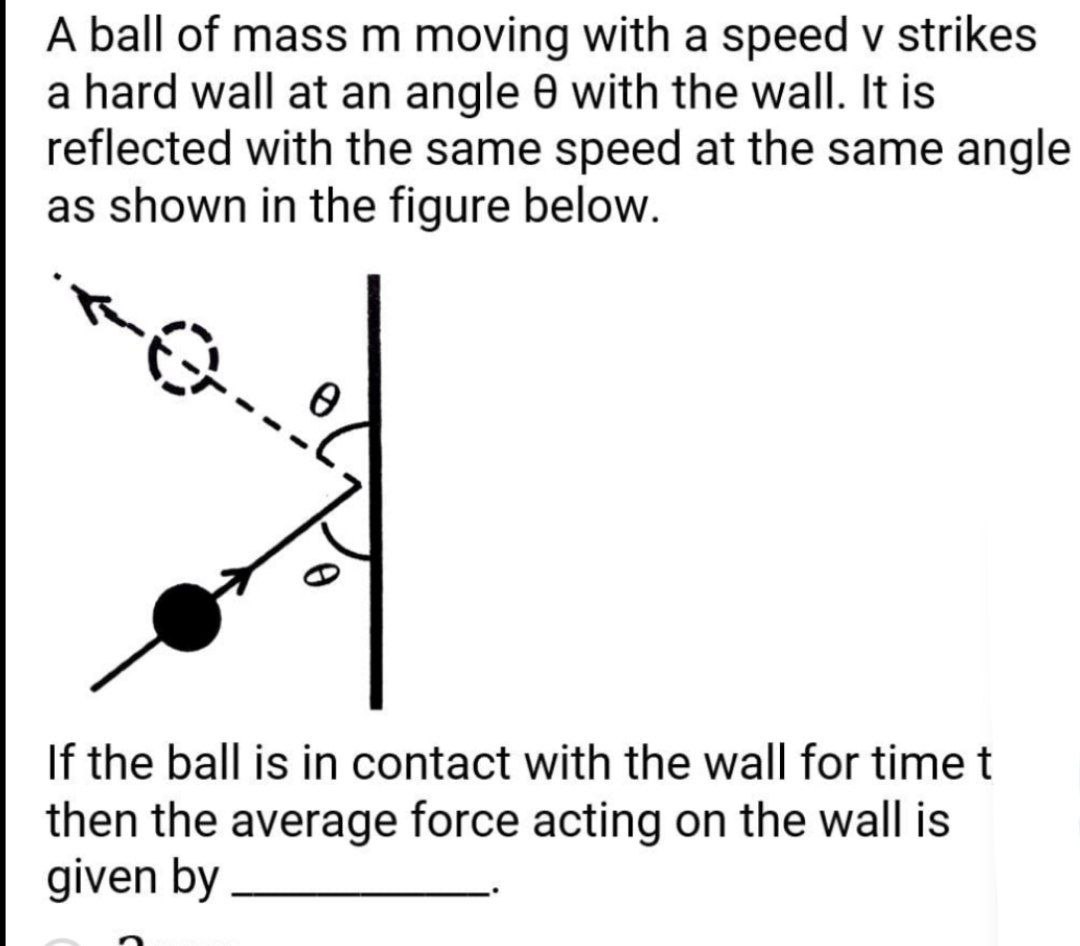 A ball of mass m moving with a speed v strikes
a hard wall at an angle θ with the wall. It is
reflected with the same speed at the same angle
as shown in the figure below.
θ
θ
If the ball is in contact with the wall for time t
then the average force acting on the wall is
given by ___________.